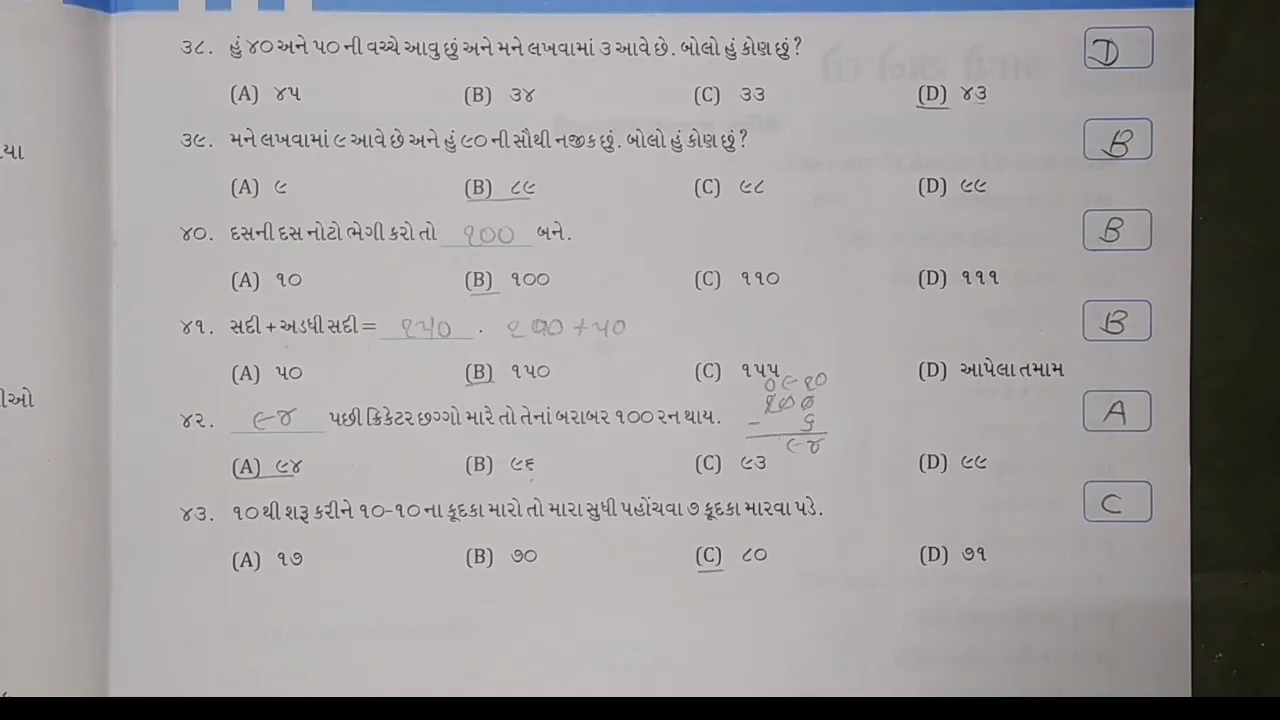 ૩૮. હું ૪૦ અને ૫૦ ની વચ્ચે આવુ છું અને મને લખવામાં ૩ આવે છે. બોલો હું કોણ છું? D
(A) ૪૫ (B) ૩૪ (C) ૩૩ (D) ૪૩
૩૯. મને લખવામાં ૯ આવે છે અને હું ૯૦ ની સૌથી નજીક છું. બોલો હું કોણ છું? B
યા
(A) ૯ (B) ૮૯ (C) ૯૮ (D) ૯૯
૪૦. દસની દસ નોટો ભેગી કરો તો ૧૦૦ બને. B
(A) ૧૦ (B) ૧૦૦ (C) ૧૧૦ (D) ૧૧૧
૪૧. સદી + અડધી સદી = ૧૫૦ . ૧૦૦ + ૫૦ B
(A) ૫૦ (B) ૧૫૦ (C) ૧૫૫ (D) આપેલા તમામ
ીઓ
૦૯૧૦
૧૦૦
૪૨. ૯૪ પછી ક્રિકેટર છગ્ગો મારે તો તેનાં બરાબર ૧૦૦ રન થાય. - ૬ A
૯૪
(A) ૯૪ (B) ૯૬ (C) ૯૩ (D) ૯૯
૪૩. ૧૦ થી શરૂ કરીને ૧૦-૧૦ ના કૂદકા મારો તો મારા સુધી પહોંચવા ૭ કૂદકા મારવા પડે. C
(A) ૧૭ (B) ૭૦ (C) ૮૦ (D) ૭૧